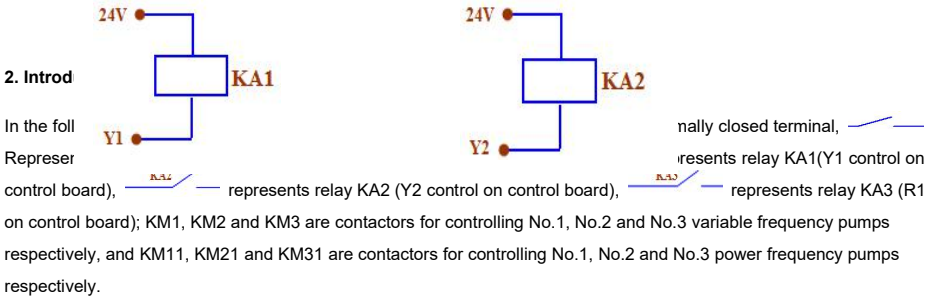 24V
24V
KA1
KA2
2. Introd
Y1
Y2
In the foll mally closed terminal,
resents relay KA1(Y1 control on
KA2 KA3
control board), represents relay KA2 (Y2 control on control board), represents relay KA3 (R1
on control board); KM1, KM2 and KM3 are contactors for controlling No.1, No.2 and No.3 variable frequency pumps
respectively, and KM11, KM21 and KM31 are contactors for controlling No.1, No.2 and No.3 power frequency pumps
respectively.